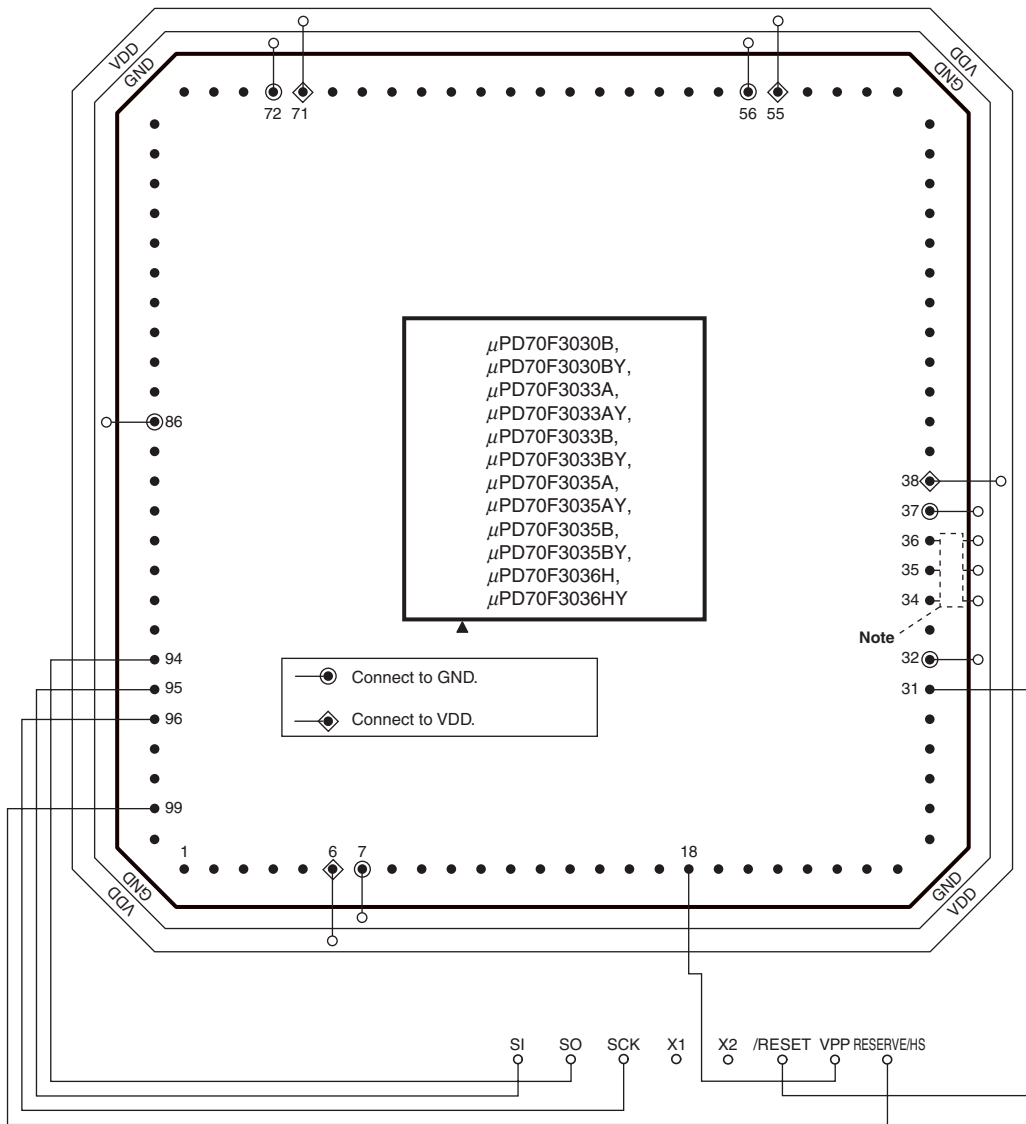 VDD
GND
VDD
GND
72 71
56 55
86
38
37
36
35
34
Note
32
31
µPD70F3030B,
µPD70F3030BY,
µPD70F3033A,
µPD70F3033AY,
µPD70F3033B,
µPD70F3033BY,
µPD70F3035A,
µPD70F3035AY,
µPD70F3035B,
µPD70F3035BY,
µPD70F3036H,
µPD70F3036HY
94
95
96
99
Connect to GND.
Connect to VDD.
1
6 7
18
GND
VDD
GND
VDD
SI SO SCK X1 X2 /RESET VPP RESERVE/HS